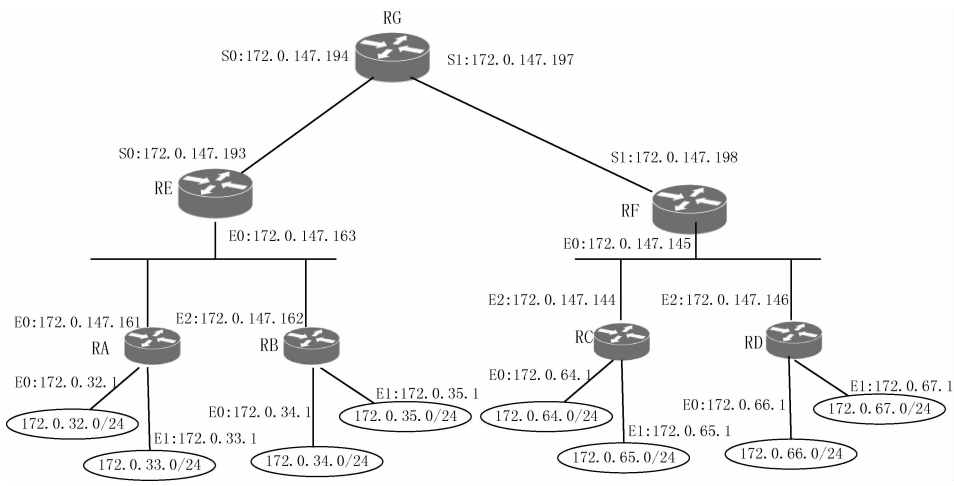 RG
S0:172.0.147.194
S1:172.0.147.197
S0:172.0.147.193
S1:172.0.147.198
RE
RF
E0:172.0.147.163
E0:172.0.147.145
E2:172.0.147.144
E2:172.0.147.146
E0:172.0.147.161
E2:172.0.147.162
RA
RB
RC
RD
E0:172.0.32.1
E1:172.0.35.1
E0:172.0.64.1
E1:172.0.67.1
172.0.32.0/24
E0:172.0.34.1
172.0.35.0/24
172.0.64.0/24
E0:172.0.66.1
172.0.67.0/24
E1:172.0.33.1
E1:172.0.65.1
172.0.33.0/24
172.0.34.0/24
172.0.65.0/24
172.0.66.0/24